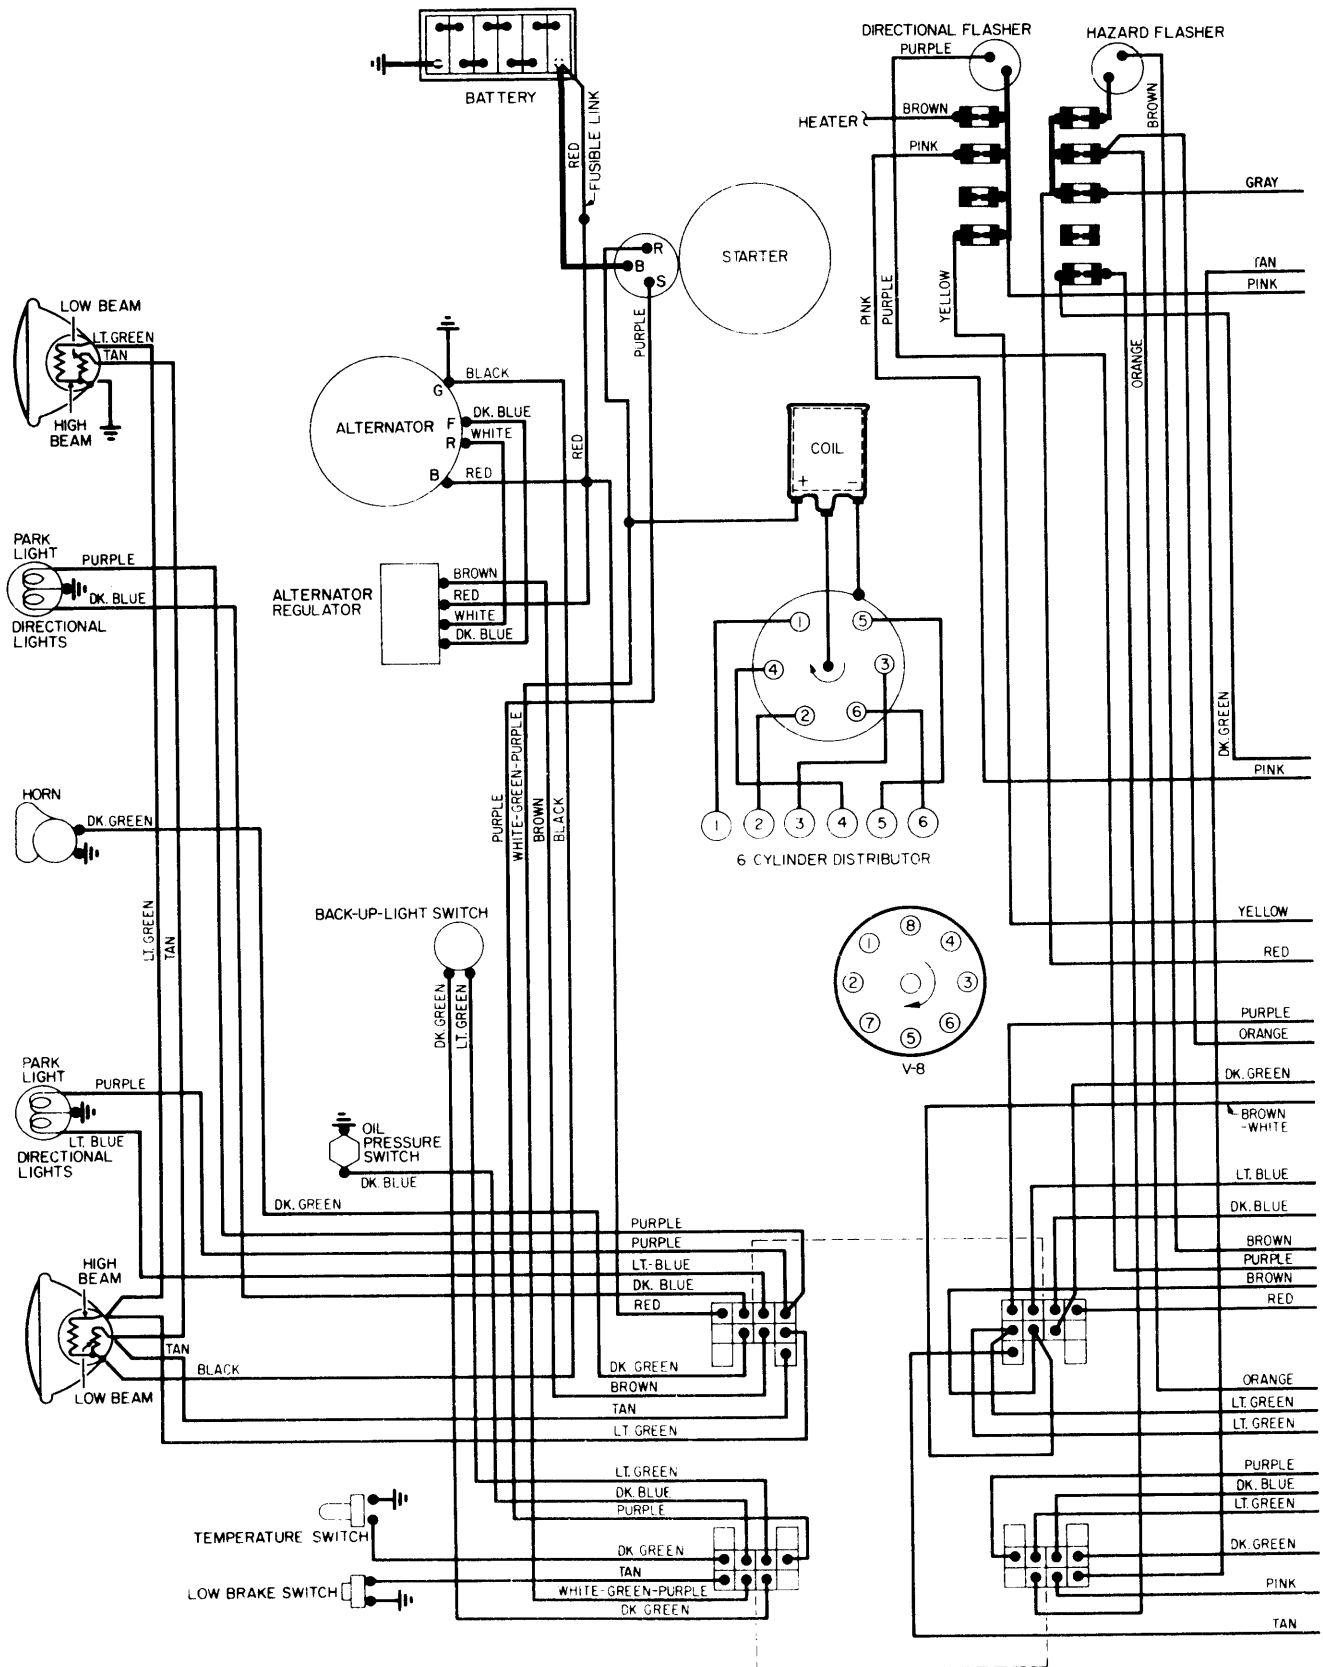 DIRECTIONAL FLASHER
HAZARD FLASHER
PURPLE
BATTERY
FUSIBLE LINK
RED
HEATER
BROWN
BROWN
PINK
GRAY
R
B
S
STARTER
TAN
PINK
PINK
PURPLE
YELLOW
ORANGE
PURPLE
LOW BEAM
LT. GREEN
TAN
HIGH
BEAM
BLACK
G
ALTERNATOR
F
DK. BLUE
R
WHITE
B
RED
RED
COIL
+
-
PARK
LIGHT
PURPLE
DK. BLUE
DIRECTIONAL
LIGHTS
ALTERNATOR
REGULATOR
BROWN
RED
WHITE
DK. BLUE
1
5
4
3
2
6
1
2
3
4
5
6
6 CYLINDER DISTRIBUTOR
DK. GREEN
PINK
PURPLE
WHITE-GREEN-PURPLE
BROWN
BLACK
HORN
DK. GREEN
LT. GREEN
TAN
BACK-UP-LIGHT SWITCH
DK. GREEN
LT. GREEN
8
1
4
2
3
7
6
5
V-8
YELLOW
RED
PURPLE
ORANGE
DK. GREEN
BROWN
-WHITE
PARK
LIGHT
PURPLE
LT. BLUE
DIRECTIONAL
LIGHTS
OIL
PRESSURE
SWITCH
DK. BLUE
LT. BLUE
DK. BLUE
DK. GREEN
PURPLE
PURPLE
LT.-BLUE
DK. BLUE
RED
BROWN
PURPLE
BROWN
RED
HIGH
BEAM
TAN
BLACK
LOW BEAM
DK GREEN
BROWN
TAN
LT GREEN
ORANGE
LT. GREEN
LT. GREEN
LT. GREEN
DK. BLUE
PURPLE
PURPLE
DK. BLUE
LT. GREEN
TEMPERATURE SWITCH
DK GREEN
DK. GREEN
LOW BRAKE SWITCH
TAN
WHITE-GREEN-PURPLE
DK GREEN
PINK
TAN